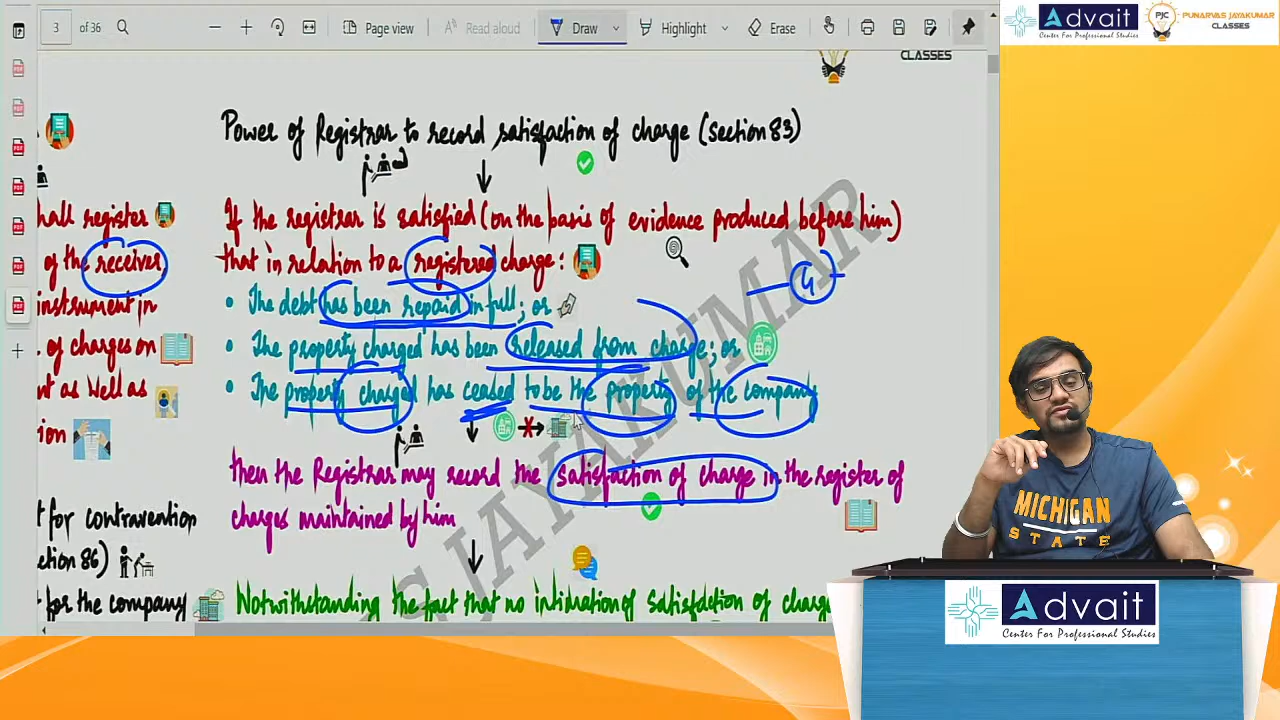 3 of 36 Page view Read aloud Draw Highlight Erase
Advait
Center For Professional Studies
PJC
PUNARVAS JAYAKUMAR
CLASSES
CLASSES
Power of Registrar to record satisfaction of charge (Section 83)
If the registrar is satisfied (on the basis of evidence produced before him)
that in relation to a registered charge:
• The debt has been repaid in full; or
• The property charged has been released from charge; or
• The property charged has ceased to be the property of the company
then the Registrar may record the satisfaction of charge in the register of
charges maintained by him
Notwithstanding the fact that no intimation of satisfaction of charge
hall register
of the receiver
instrument in
of charges on
nt as well as
ion
t for contravention
ection 86)
t for the company
JAYAKUMAR
MICHIGAN
STATE
Advait
Center For Professional Studies